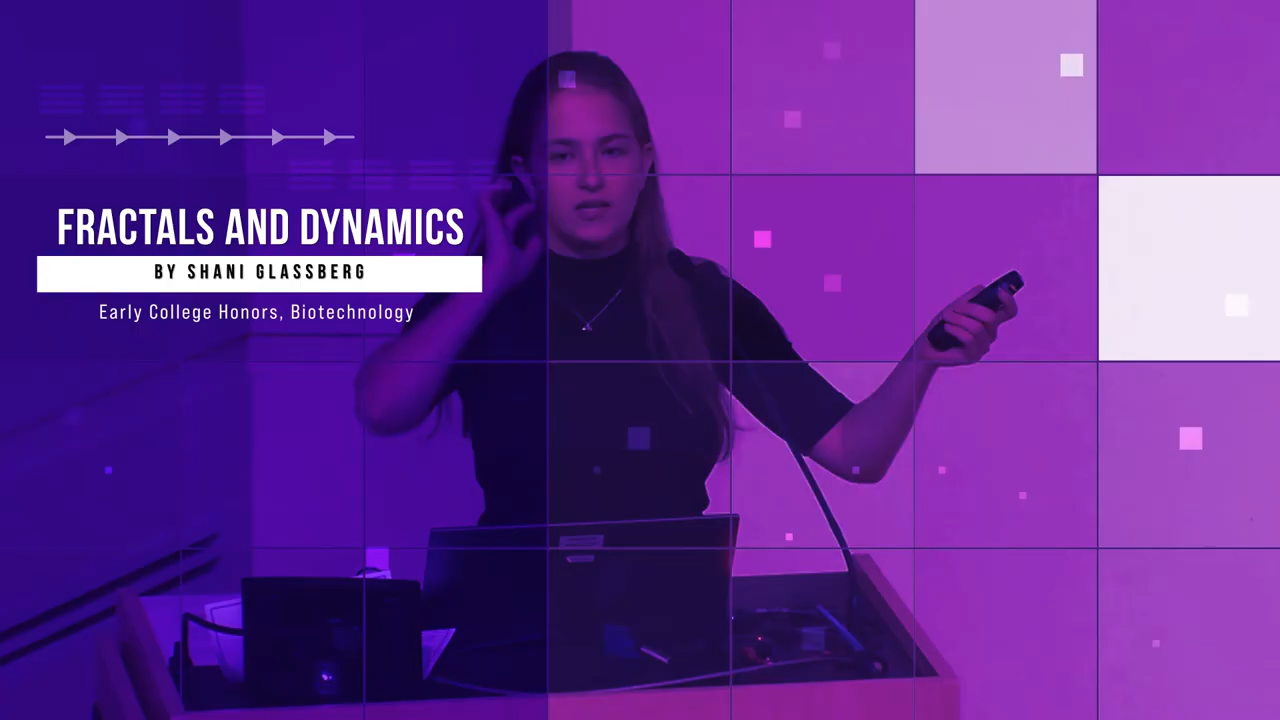 FRACTALS AND DYNAMICS
BY SHANI GLASSBERG
Early College Honors, Biotechnology